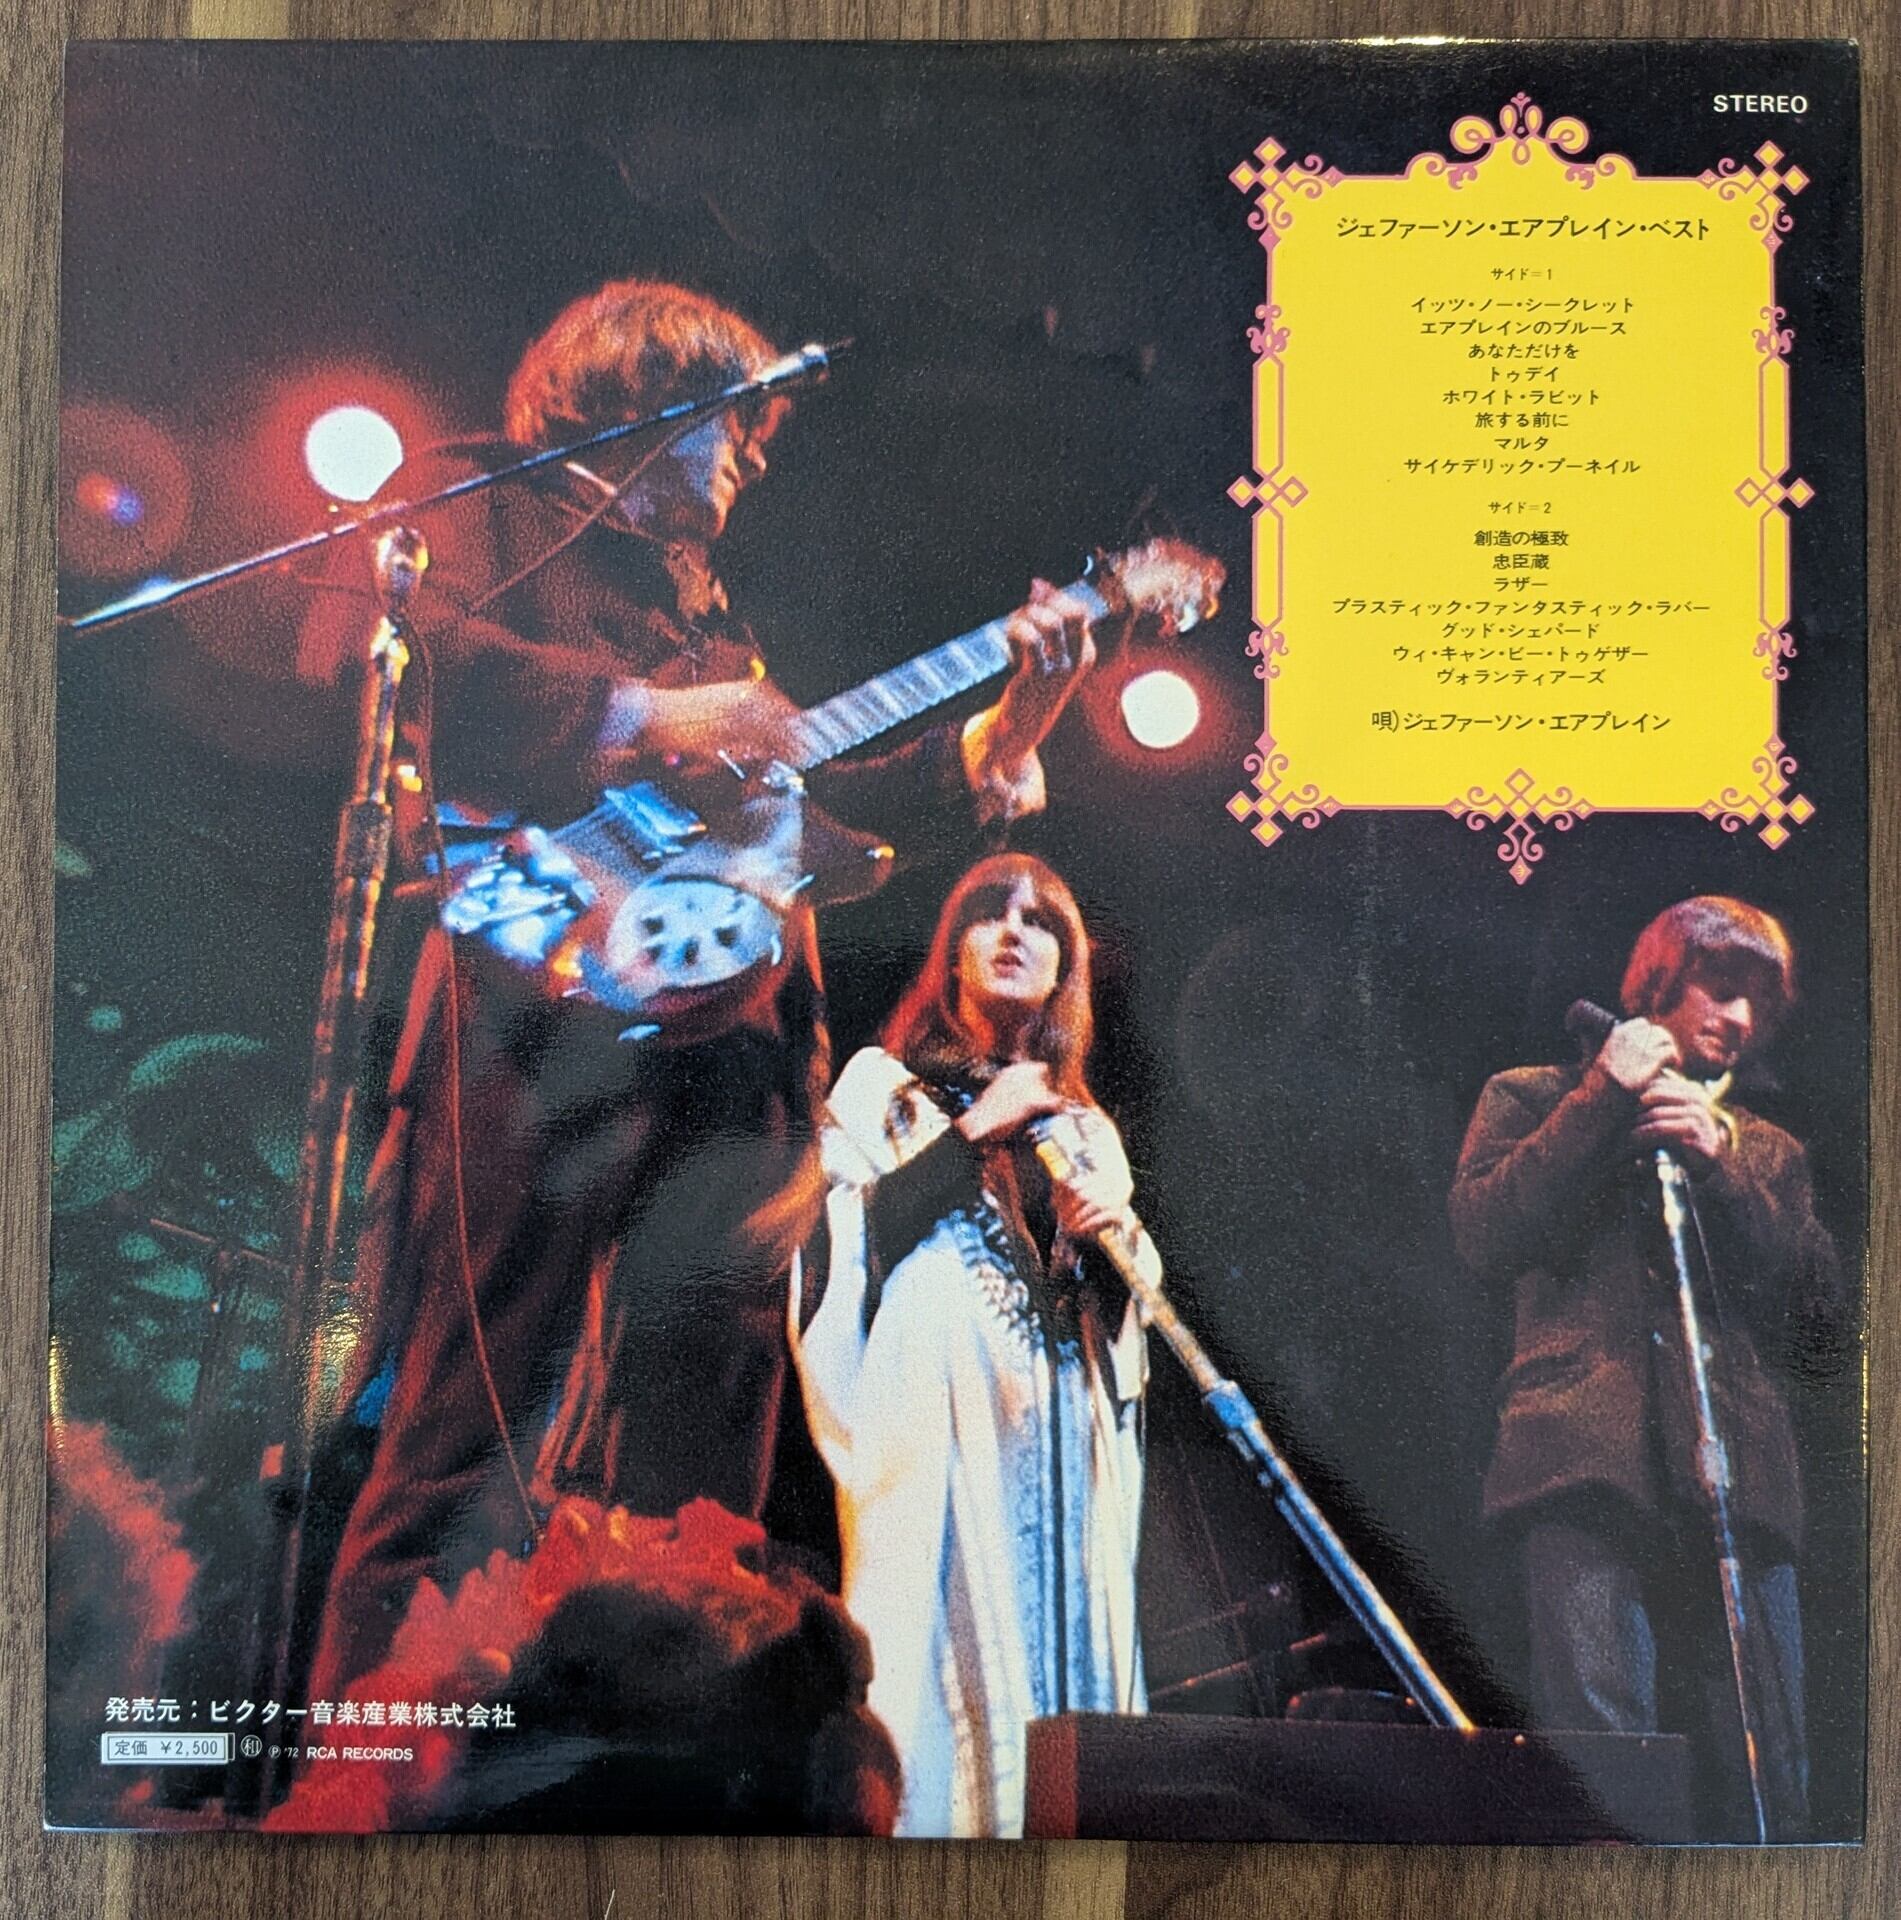 STEREO
ジェファーソン・エアプレイン・ベスト
サイド=1
イッツ・ノー・シークレット
エアプレインのブルース
あなただけを
トゥデイ
ホワイト・ラビット
旅する前に
マルタ
サイケデリック・プーネイル
サイド=2
創造の極致
忠臣蔵
ラザー
プラスティック・ファンタスティック・ラバー
グッド・シェパード
ウィ・キャン・ビー・トゥゲザー
ヴォランティアーズ
唄)ジェファーソン・エアプレイン
発売元：ビクター音楽産業株式会社
定価 ￥2,500 ㊒ Ⓟ '72 RCA RECORDS